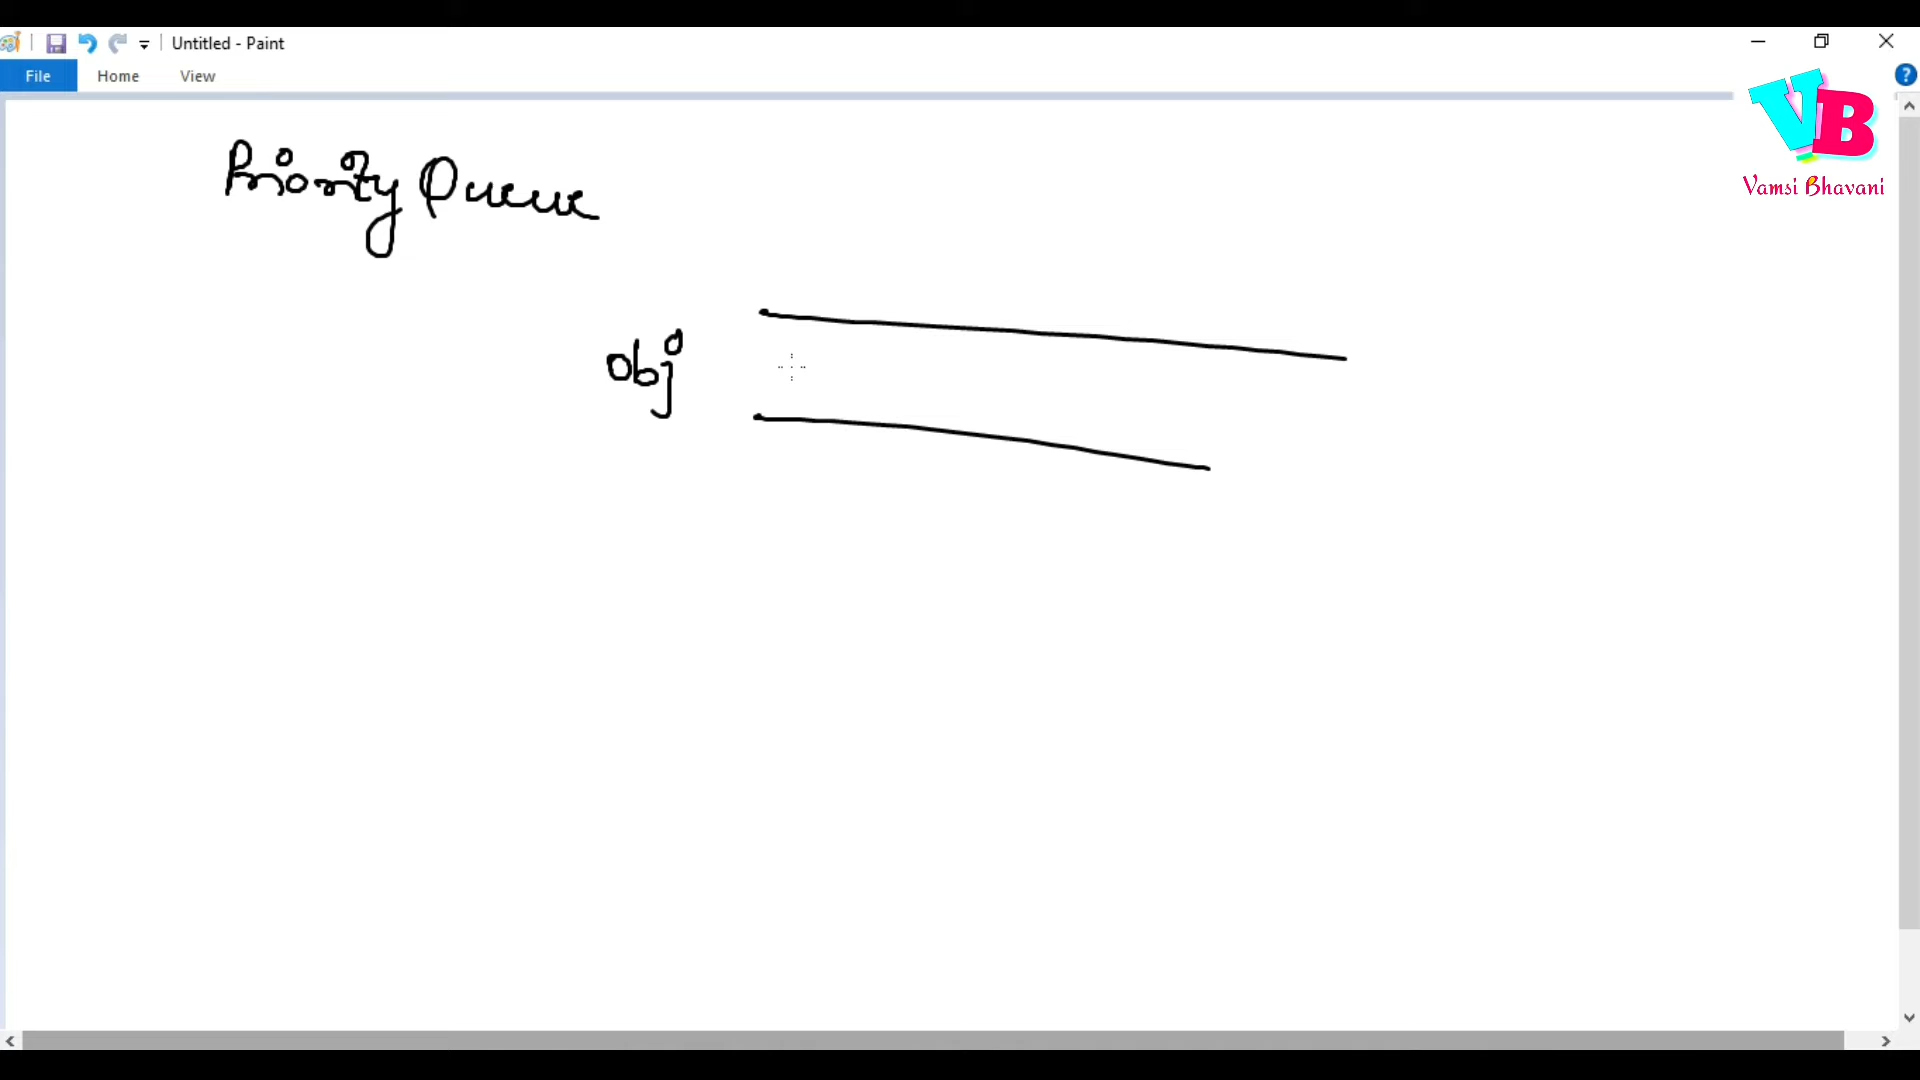 Untitled - Paint
File Home View
VB
Vamsi Bhavani
Priority Queue
obj